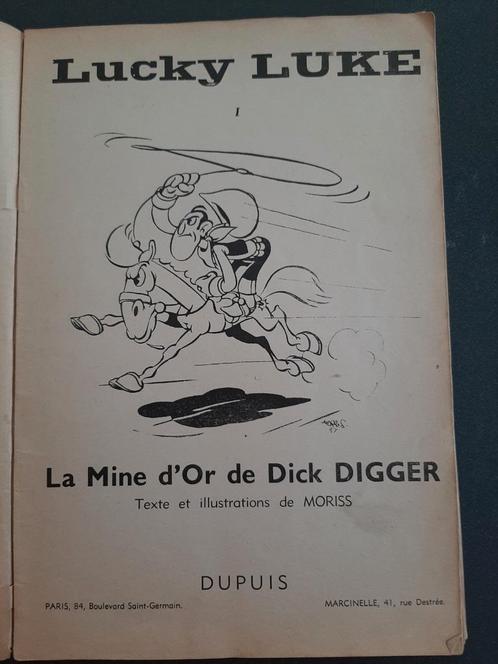 Lucky LUKE
I
La Mine d'Or de Dick DIGGER
Texte et illustrations de MORISS
DUPUIS
PARIS, 84, Boulevard Saint-Germain.
MARCINELLE, 41, rue Destrée.